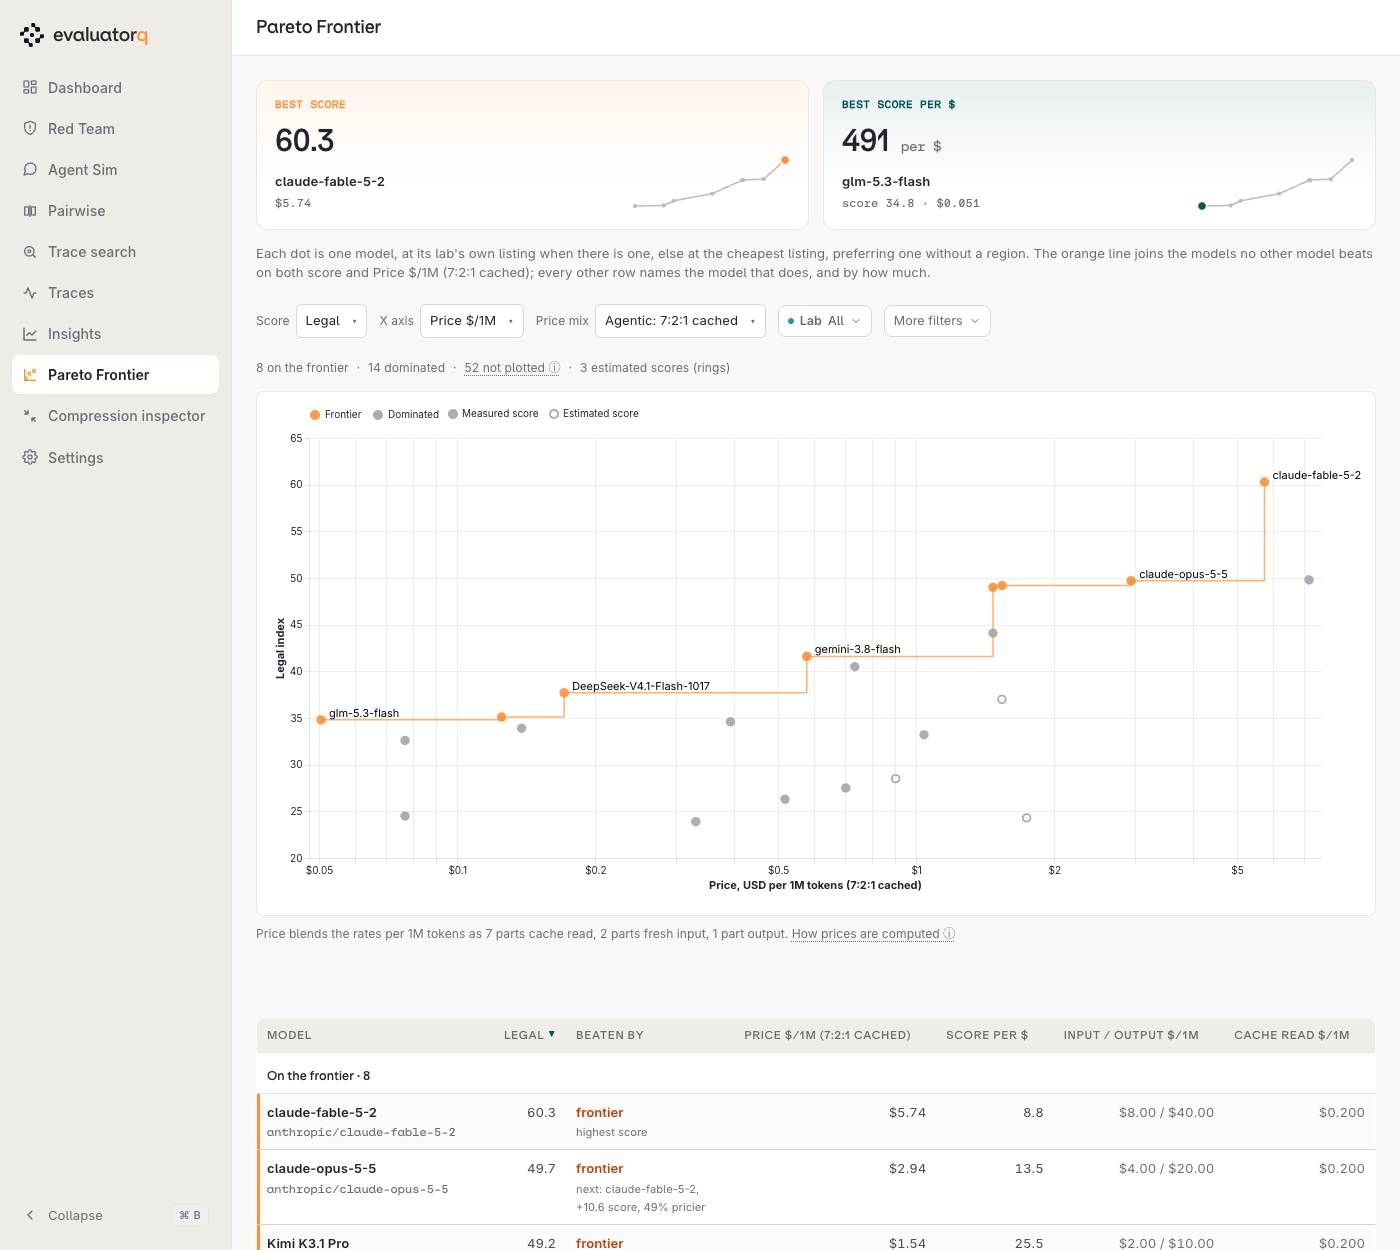 evaluatorq
Dashboard
Red Team
Agent Sim
Pairwise
Trace search
Traces
Insights
Pareto Frontier
Compression inspector
Settings
Collapse
⌘ B
Pareto Frontier
BEST SCORE
60.3
claude-fable-5-2
$5.74
BEST SCORE PER $
491 per $
glm-5.3-flash
score 34.8 · $0.051
Each dot is one model, at its lab's own listing when there is one, else at the cheapest listing, preferring one without a region. The orange line joins the models no other model beats
on both score and Price $/1M (7:2:1 cached); every other row names the model that does, and by how much.
Score Legal X axis Price $/1M Price mix Agentic: 7:2:1 cached Lab All More filters
8 on the frontier · 14 dominated · 52 not plotted ⓘ · 3 estimated scores (rings)
Frontier Dominated Measured score Estimated score
65
60
55
50
45
40
35
30
25
20
Legal index
claude-fable-5-2
claude-opus-5-5
gemini-3.8-flash
DeepSeek-V4.1-Flash-1017
glm-5.3-flash
$0.05 $0.1 $0.2 $0.5 $1 $2 $5
Price, USD per 1M tokens (7:2:1 cached)
Price blends the rates per 1M tokens as 7 parts cache read, 2 parts fresh input, 1 part output. How prices are computed ⓘ
MODEL LEGAL ▼ BEATEN BY PRICE $/1M (7:2:1 CACHED) SCORE PER $ INPUT / OUTPUT $/1M CACHE READ $/1M
On the frontier · 8
claude-fable-5-2 60.3 frontier $5.74 8.8 $8.00 / $40.00 $0.200
anthropic/claude-fable-5-2 highest score
claude-opus-5-5 49.7 frontier $2.94 13.5 $4.00 / $20.00 $0.200
anthropic/claude-opus-5-5 next: claude-fable-5-2,
+10.6 score, 49% pricier
Kimi K3.1 Pro 49.2 frontier $1.54 25.5 $2.00 / $10.00 $0.200